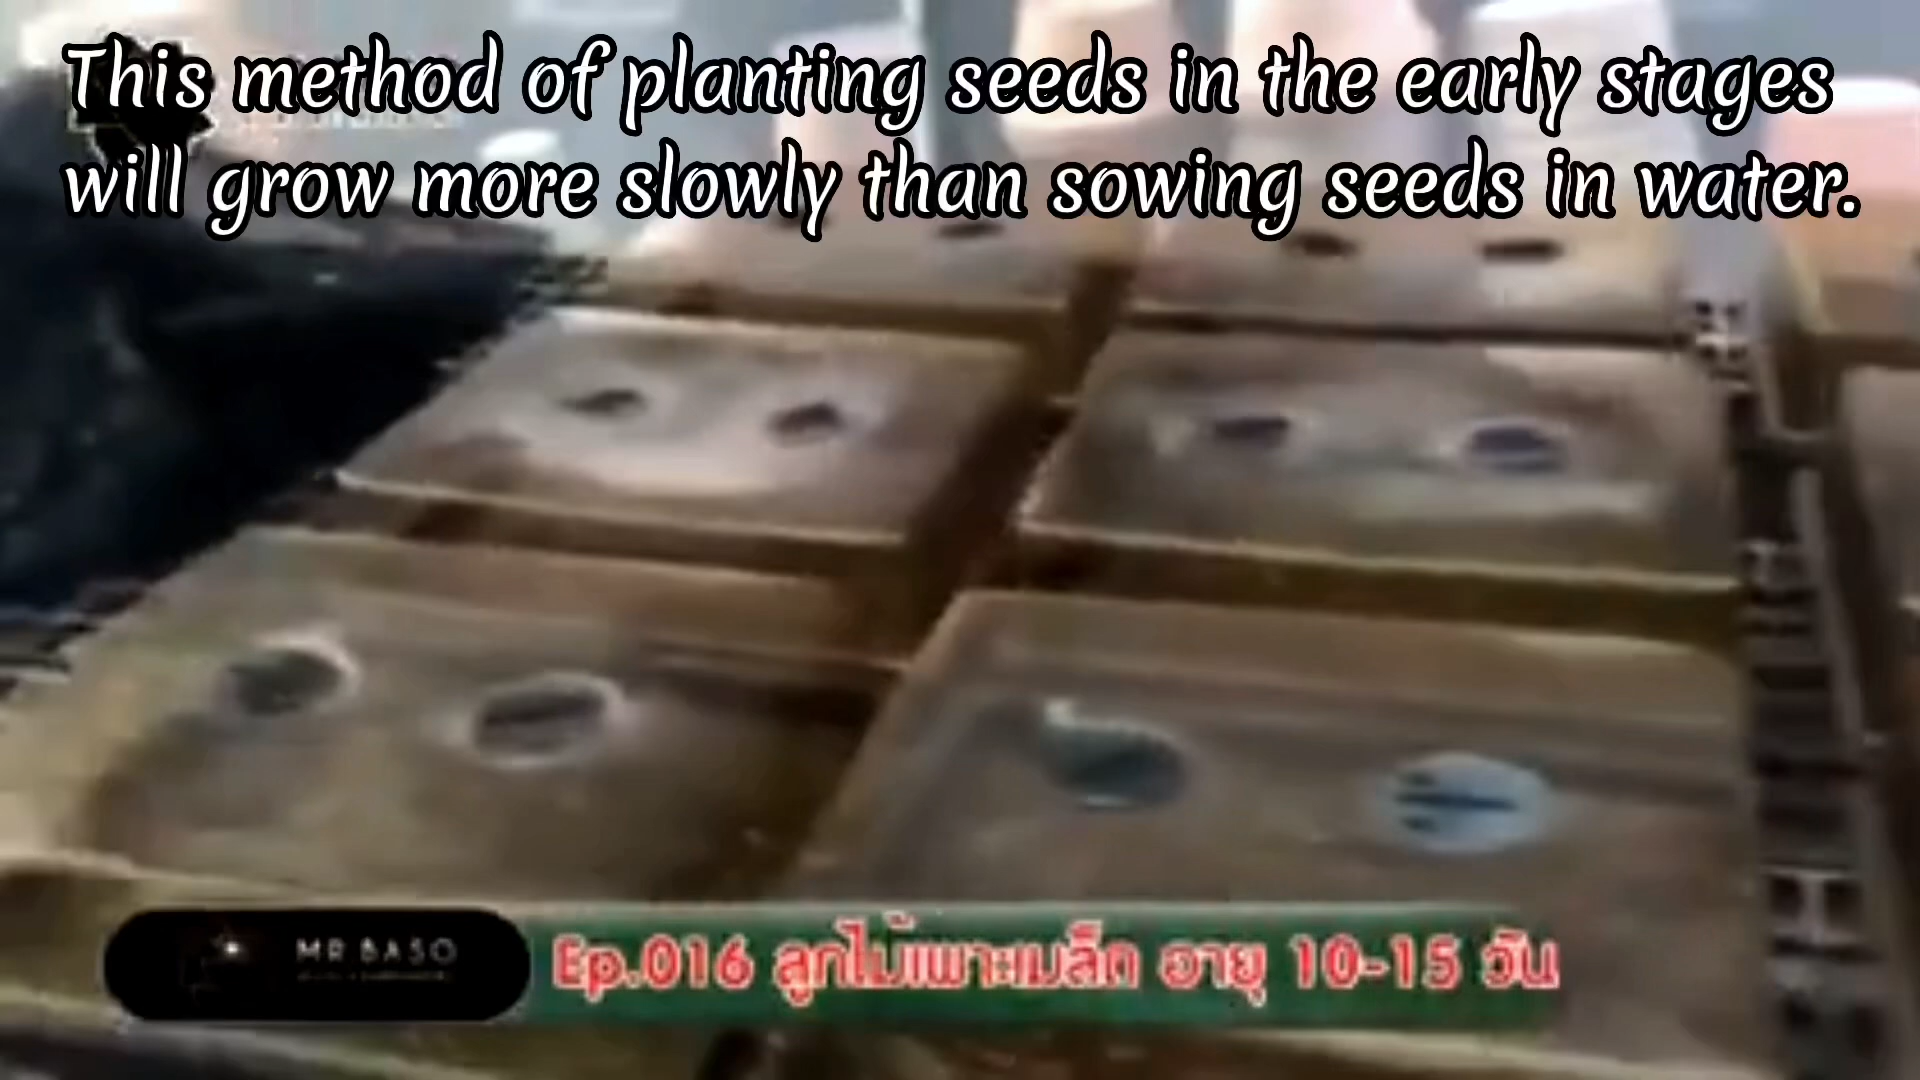 This method of planting seeds in the early stages
will grow more slowly than sowing seeds in water.
MR.BASO
Ep.016 ลูกไม้เพาะเมล็ด อายุ 10-15 วัน